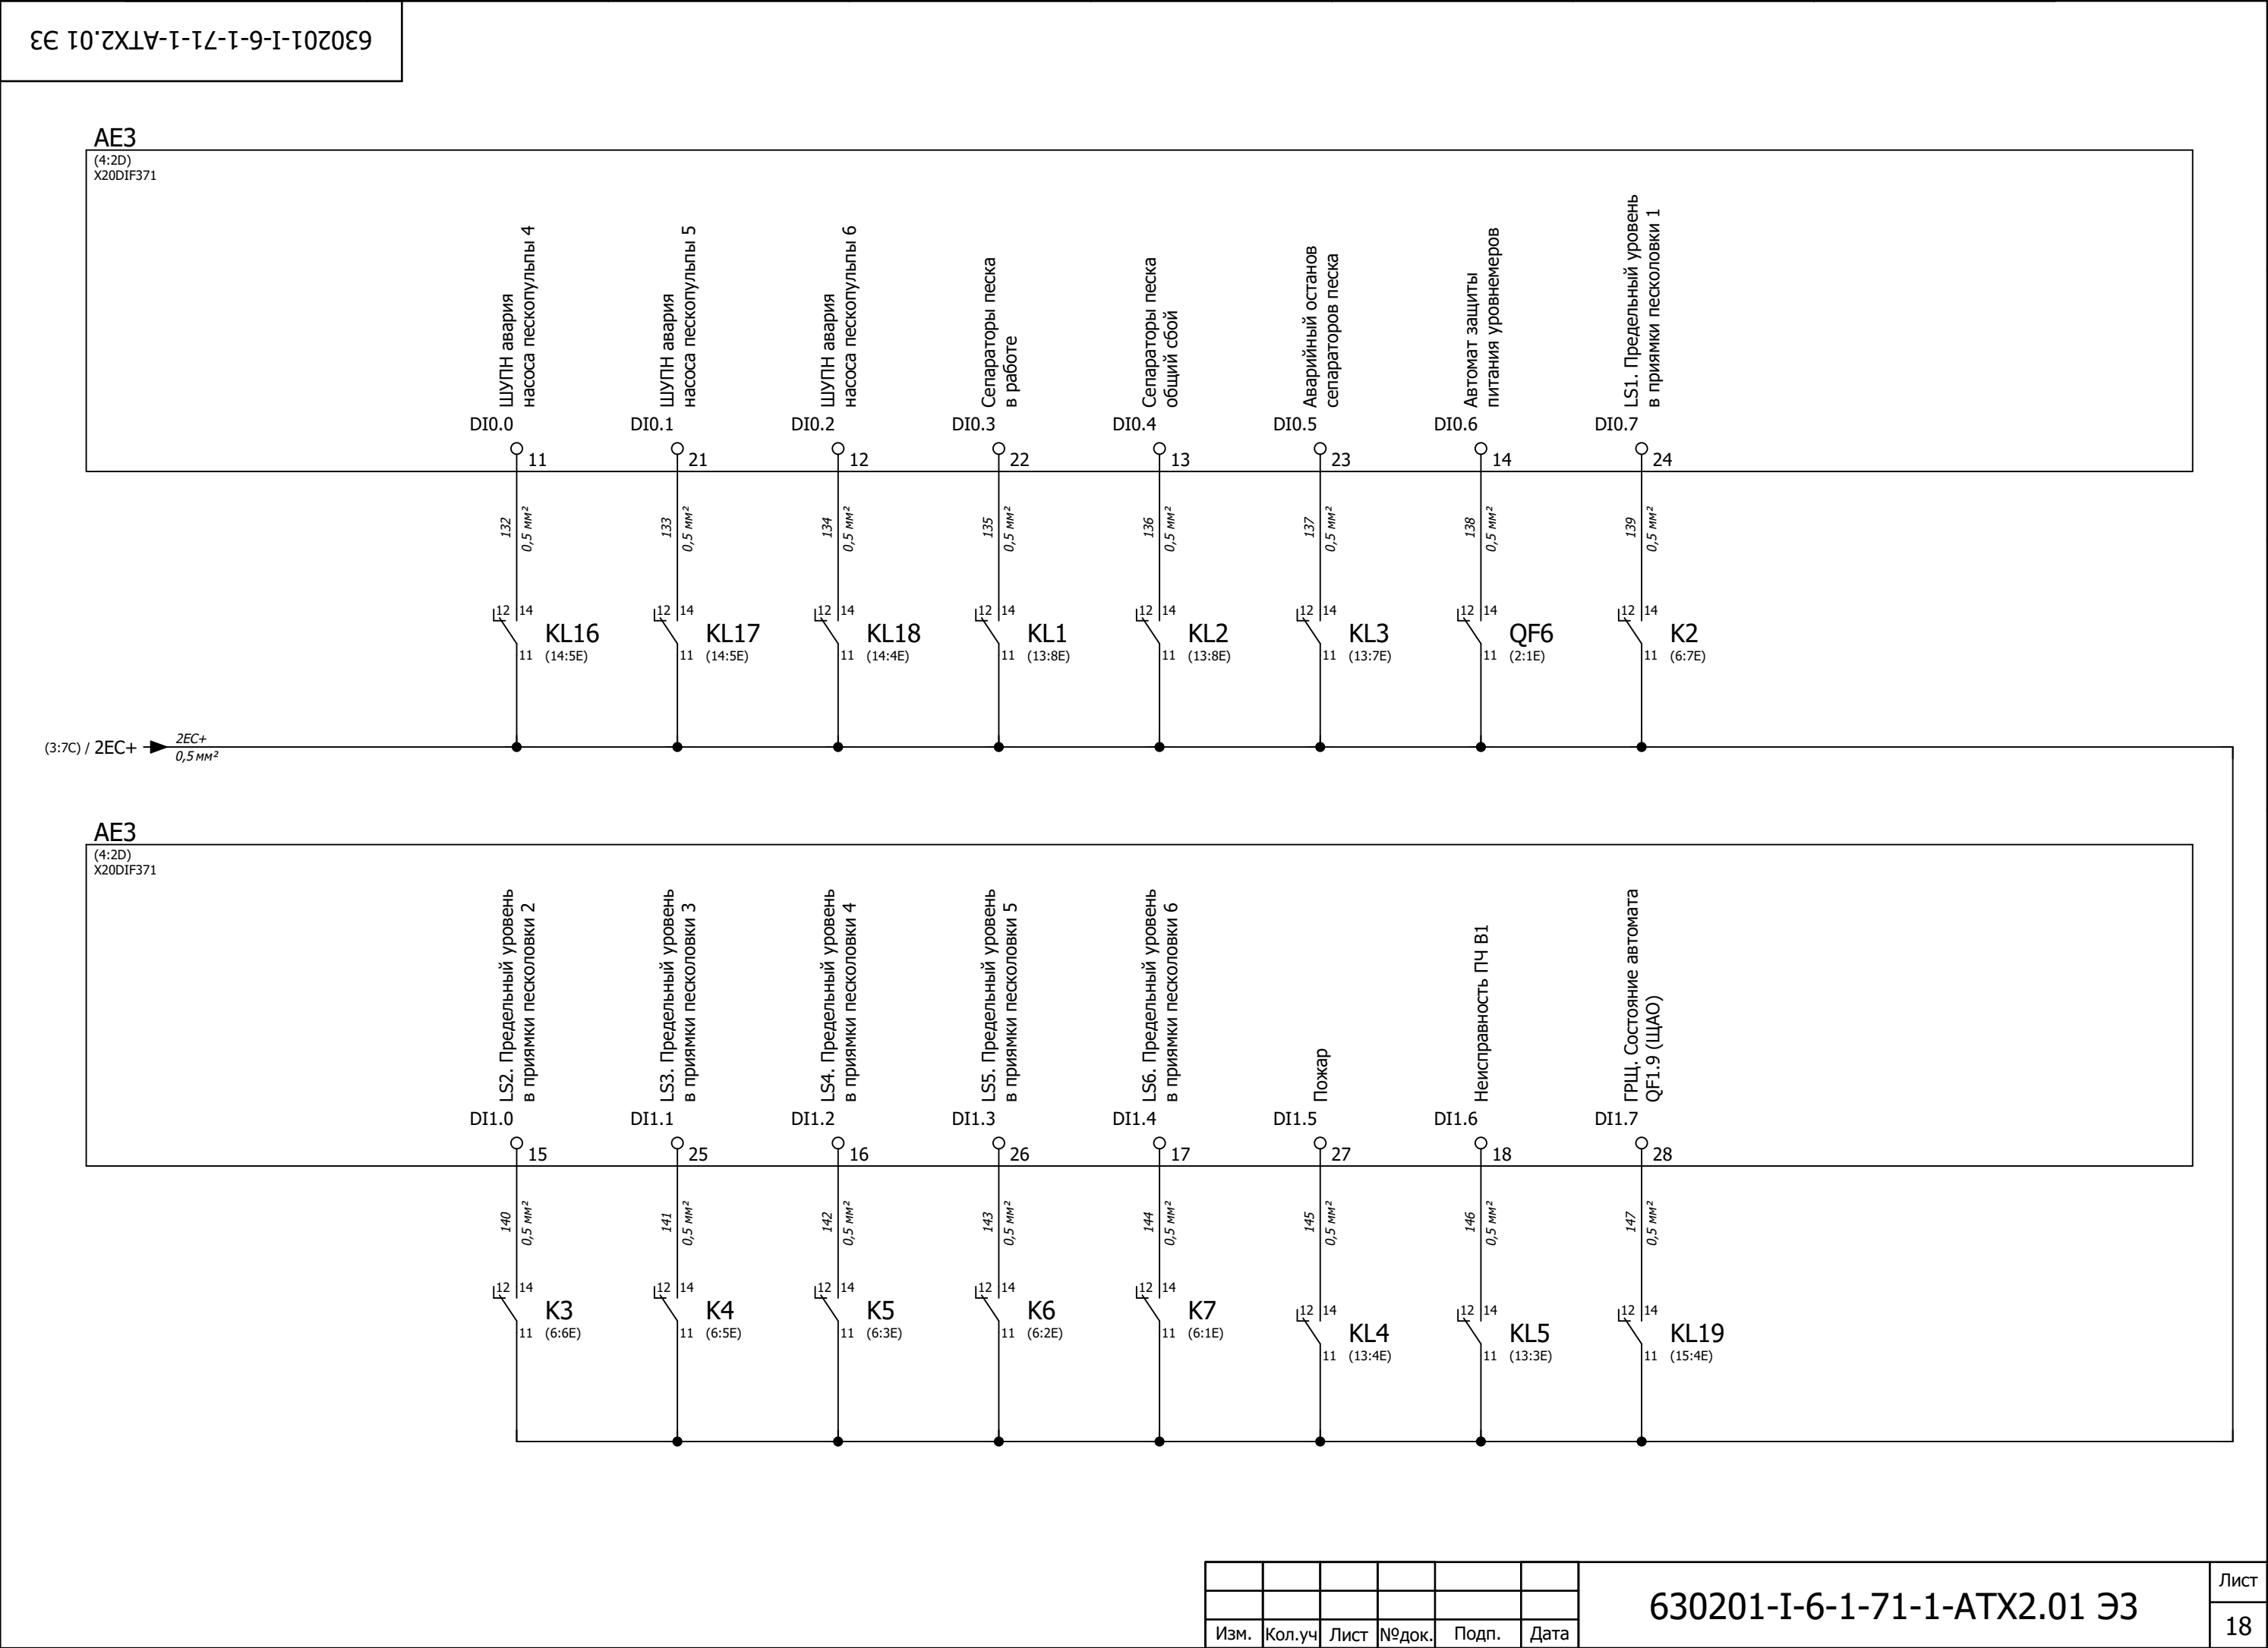 630201-I-6-1-71-1-АТХ2.01 ЭЗ
AE3
(4:2D)
X20DIF371
ШУПН авария
насоса пескопульпы 4
ШУПН авария
насоса пескопульпы 5
ШУПН авария
насоса пескопульпы 6
Сепараторы песка
в работе
Сепараторы песка
общий сбой
Аварийный останов
сепараторов песка
Автомат защиты
питания уровнемеров
LS1. Предельный уровень
в приямки песколовки 1
DI0.0 DI0.1 DI0.2 DI0.3 DI0.4 DI0.5 DI0.6 DI0.7
11 21 12 22 13 23 14 24
132 0,5 мм² 133 0,5 мм² 134 0,5 мм² 135 0,5 мм² 136 0,5 мм² 137 0,5 мм² 138 0,5 мм² 139 0,5 мм²
12 14 12 14 12 14 12 14 12 14 12 14 12 14 12 14
KL16 KL17 KL18 KL1 KL2 KL3 QF6 K2
11 (14:5E) 11 (14:5E) 11 (14:4E) 11 (13:8E) 11 (13:8E) 11 (13:7E) 11 (2:1E) 11 (6:7E)
(3:7C) / 2EC+ 2EC+
0,5 мм²
AE3
(4:2D)
X20DIF371
LS2. Предельный уровень
в приямки песколовки 2
LS3. Предельный уровень
в приямки песколовки 3
LS4. Предельный уровень
в приямки песколовки 4
LS5. Предельный уровень
в приямки песколовки 5
LS6. Предельный уровень
в приямки песколовки 6
Пожар
Неисправность ПЧ В1
ГРЩ. Состояние автомата
QF1.9 (ЩАО)
DI1.0 DI1.1 DI1.2 DI1.3 DI1.4 DI1.5 DI1.6 DI1.7
15 25 16 26 17 27 18 28
140 0,5 мм² 141 0,5 мм² 142 0,5 мм² 143 0,5 мм² 144 0,5 мм² 145 0,5 мм² 146 0,5 мм² 147 0,5 мм²
12 14 12 14 12 14 12 14 12 14 12 14 12 14 12 14
K3 K4 K5 K6 K7 KL4 KL5 KL19
11 (6:6E) 11 (6:5E) 11 (6:3E) 11 (6:2E) 11 (6:1E) 11 (13:4E) 11 (13:3E) 11 (15:4E)
630201-I-6-1-71-1-АТХ2.01 ЭЗ
Лист
18
Изм. Кол.уч Лист №док. Подп. Дата